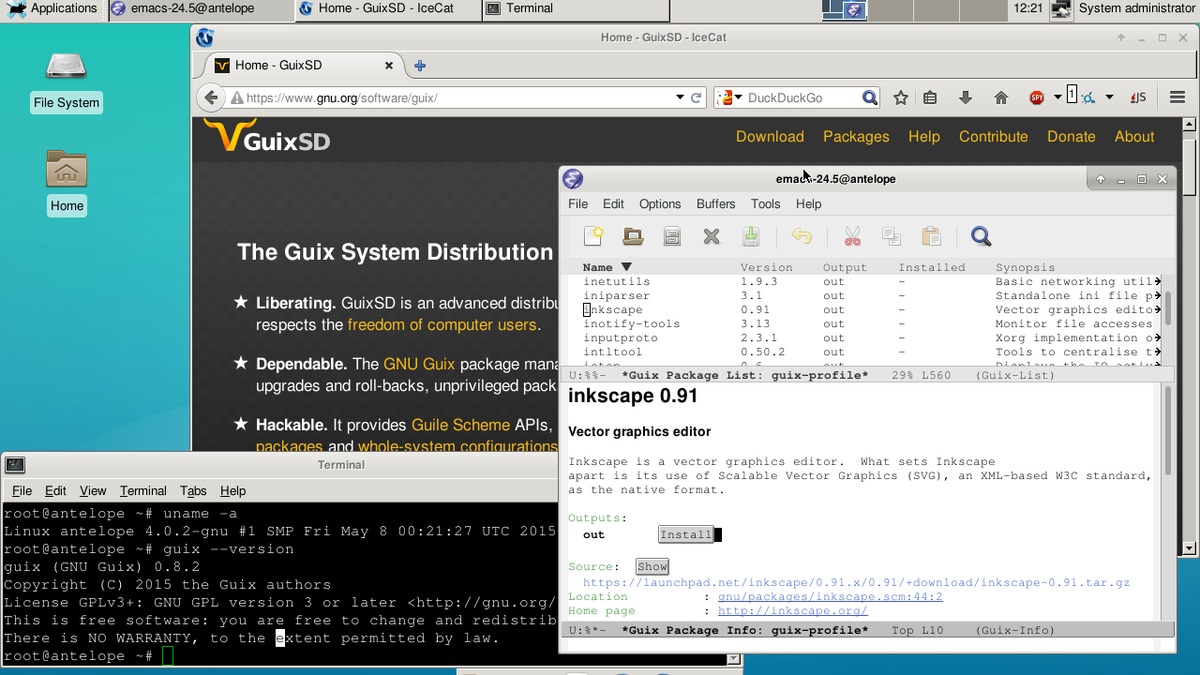 Applications
emacs-24.5@antelope
Home - GuixSD - IceCat
Terminal
12:21
System administrator
File System
Home
Home - GuixSD - IceCat
Home - GuixSD
https://www.gnu.org/software/guix/
DuckDuckGo
SPY
1
JS
GuixSD
Download Packages Help Contribute Donate About
The Guix System Distribution
★ Liberating. GuixSD is an advanced distribu
respects the freedom of computer users.
★ Dependable. The GNU Guix package mana
upgrades and roll-backs, unprivileged pack
★ Hackable. It provides Guile Scheme APIs,
packages and whole-system configurations
emacs-24.5@antelope
File Edit Options Buffers Tools Help
Name ▼ Version Output Installed Synopsis
inetutils 1.9.3 out - Basic networking util
iniparser 3.1 out - Standalone ini file p
inkscape 0.91 out - Vector graphics edito
inotify-tools 3.13 out - Monitor file accesses
inputproto 2.3.1 out - Xorg implementation o
intltool 0.50.2 out - Tools to centralise t
U:%%- *Guix Package List: guix-profile* 29% L560 (Guix-List)
inkscape 0.91
Vector graphics editor
Inkscape is a vector graphics editor. What sets Inkscape
apart is its use of Scalable Vector Graphics (SVG), an XML-based W3C standard,
as the native format.
Outputs:
out Install
Source: Show
https://launchpad.net/inkscape/0.91.x/0.91/+download/inkscape-0.91.tar.gz
Location : gnu/packages/inkscape.scm:44:2
Home page : http://inkscape.org/
U:%*- *Guix Package Info: guix-profile* Top L10 (Guix-Info)
Terminal
File Edit View Terminal Tabs Help
root@antelope ~# uname -a
Linux antelope 4.0.2-gnu #1 SMP Fri May 8 00:21:27 UTC 2015
root@antelope ~# guix --version
guix (GNU Guix) 0.8.2
Copyright (C) 2015 the Guix authors
License GPLv3+: GNU GPL version 3 or later <http://gnu.org/
This is free software: you are free to change and redistrib
There is NO WARRANTY, to the extent permitted by law.
root@antelope ~#